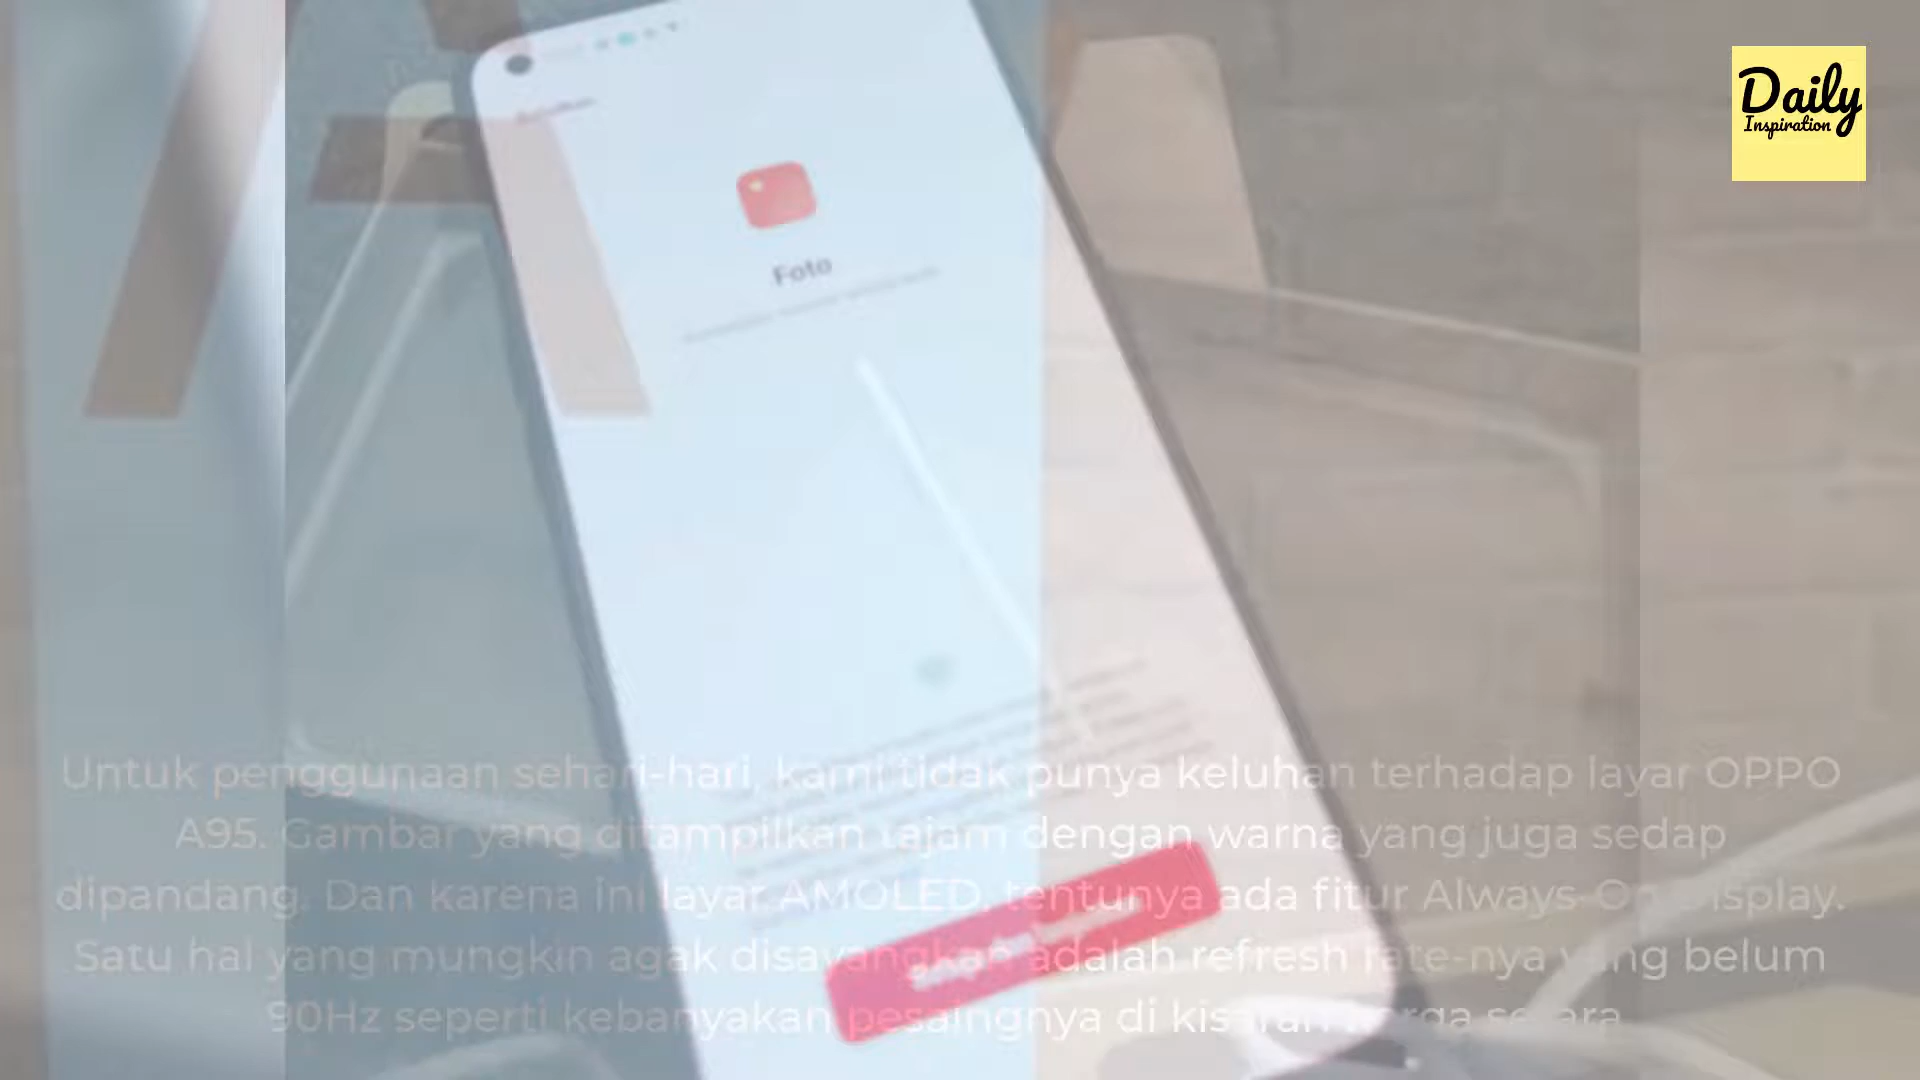 Daily
Inspiration
Foto
Untuk penggunaan sehari-hari, kami tidak punya keluhan terhadap layar OPPO
A95. Gambar yang ditampilkan tajam dengan warna yang juga sedap
dipandang. Dan karena ini layar AMOLED, tentunya ada fitur Always-On Display.
Satu hal yang mungkin agak disayangkan adalah refresh rate-nya yang belum
90Hz seperti kebanyakan pesaingnya di kisaran harga setara.